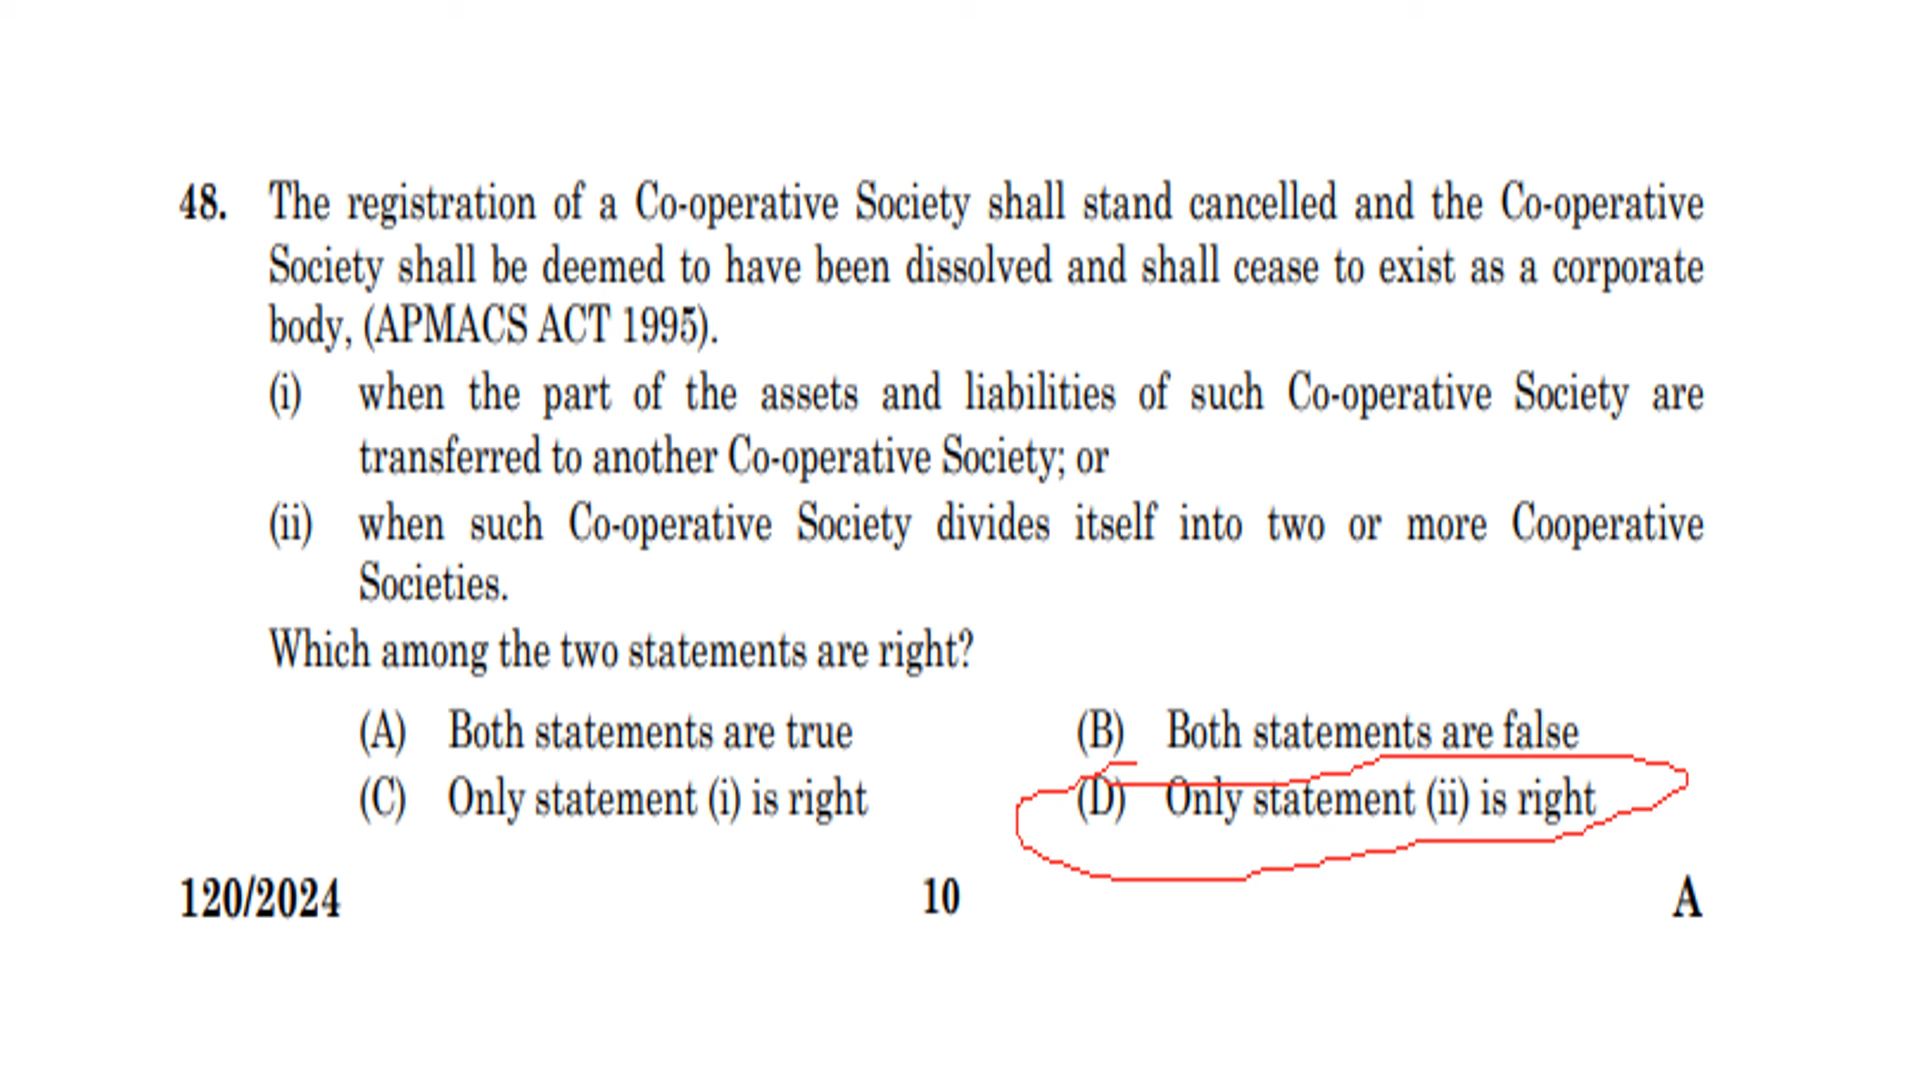 48. The registration of a Co-operative Society shall stand cancelled and the Co-operative
Society shall be deemed to have been dissolved and shall cease to exist as a corporate
body, (APMACS ACT 1995).
(i) when the part of the assets and liabilities of such Co-operative Society are
transferred to another Co-operative Society; or
(ii) when such Co-operative Society divides itself into two or more Cooperative
Societies.
Which among the two statements are right?
(A) Both statements are true (B) Both statements are false
(C) Only statement (i) is right (D) Only statement (ii) is right
120/2024 10 A